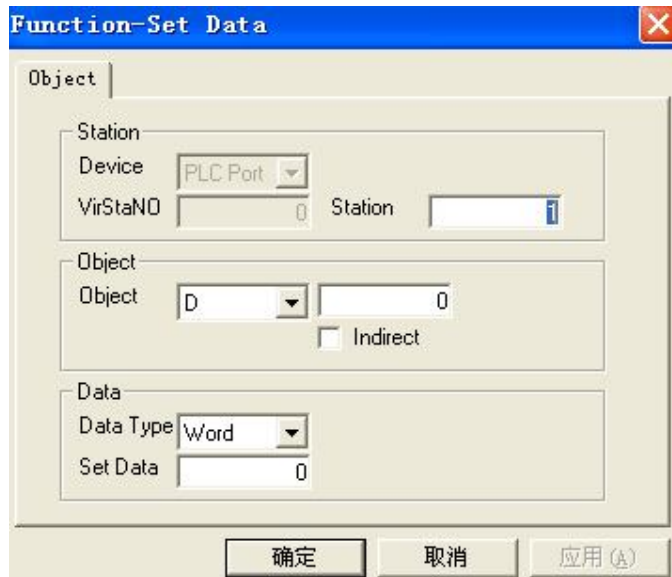 Function-Set Data
Object
Station
Device PLC Port
VirStaNO 0 Station 1
Object
Object D 0
Indirect
Data
Data Type Word
Set Data 0
确定 取消 应用(A)